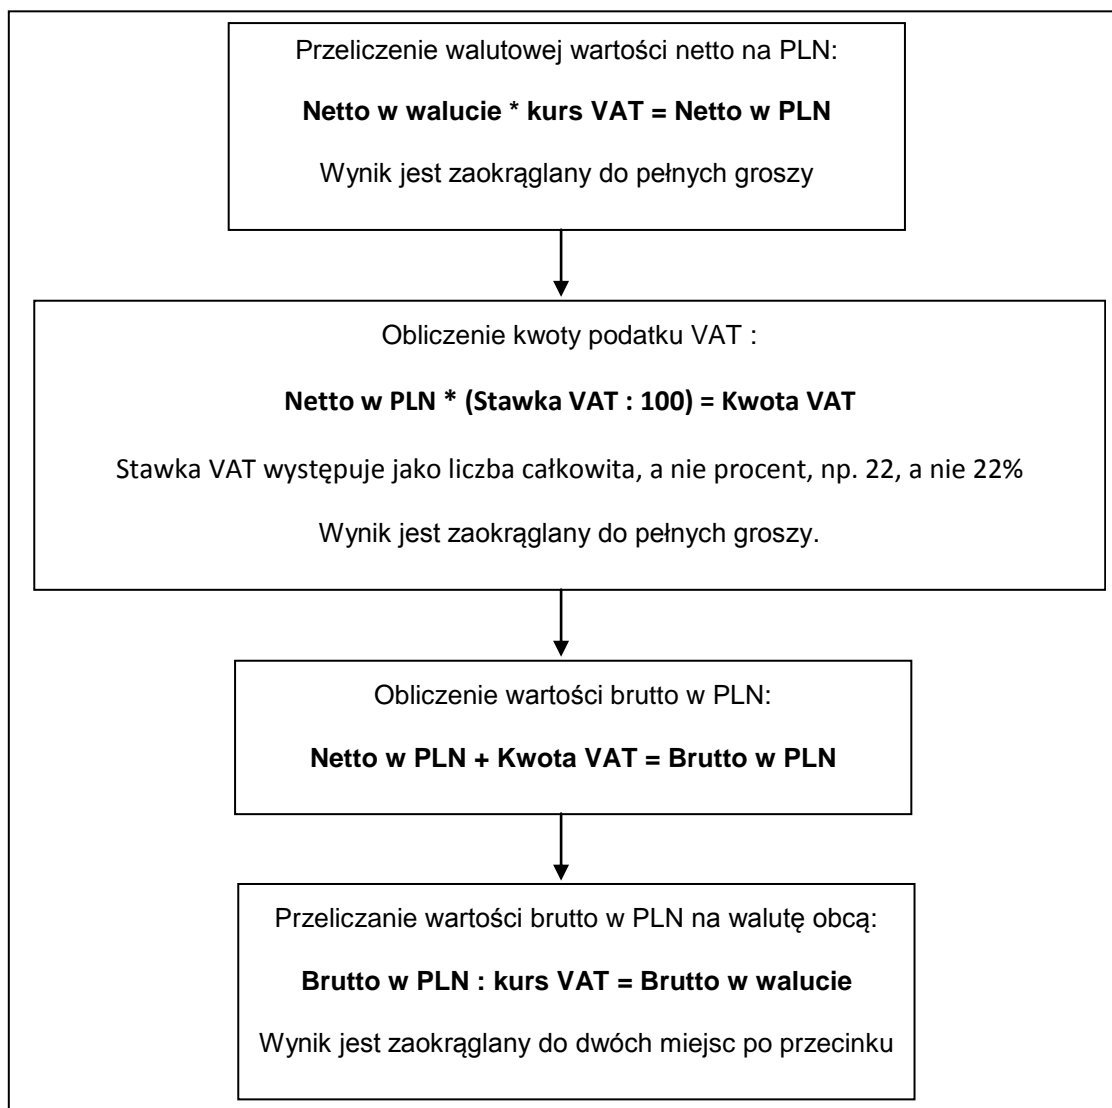 Przeliczenie walutowej wartości netto na PLN:
Netto w walucie * kurs VAT = Netto w PLN
Wynik jest zaokrąglany do pełnych groszy
Obliczenie kwoty podatku VAT :
Netto w PLN * (Stawka VAT : 100) = Kwota VAT
Stawka VAT występuje jako liczba całkowita, a nie procent, np. 22, a nie 22%
Wynik jest zaokrąglany do pełnych groszy.
Obliczenie wartości brutto w PLN:
Netto w PLN + Kwota VAT = Brutto w PLN
Przeliczanie wartości brutto w PLN na walutę obcą:
Brutto w PLN : kurs VAT = Brutto w walucie
Wynik jest zaokrąglany do dwóch miejsc po przecinku